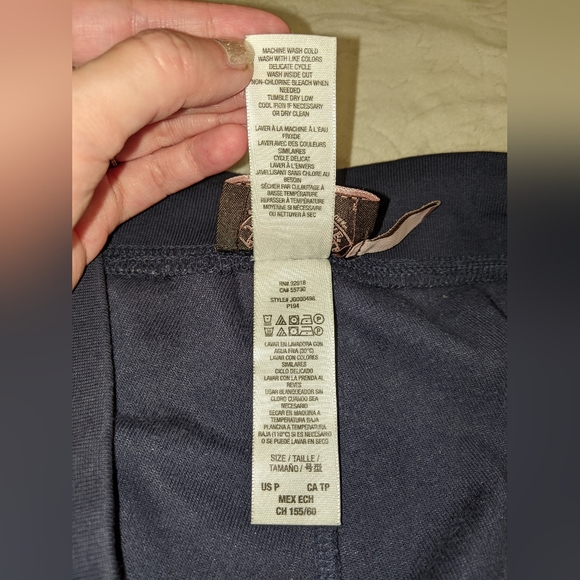 MACHINE WASH COLD
WASH WITH LIKE COLORS
DELICATE CYCLE
WASH INSIDE OUT
NON-CHLORINE BLEACH WHEN
NEEDED
TUMBLE DRY LOW
COOL IRON IF NECESSARY
OR DRY CLEAN
LAVER À LA MACHINE À L'EAU
FROIDE
LAVER AVEC DES COULEURS
SIMILAIRES
CYCLE DELICAT
LAVER À L'ENVERS
JAVELLISANT SANS CHLORE AU
BESOIN
SÉCHER PAR CULBUTAGE À
BASSE TEMPÉRATURE
REPASSER À TEMPÉRATURE
MOYENNE SI NÉCESSAIRE
OU NETTOYER À SEC
RN# 32918
CA# 55730
STYLE# JG000498
P194
LAVAR EN LAVADORA CON
AGUA FRIA (30°C)
LAVAR CON COLORES
SIMILARES
CICLO DELICADO
LAVAR CON LA PRENDA AL
REVES
USAR BLANQUEADOR SIN
CLORO CUANDO SEA
NECESARIO
SECAR EN MAQUINA A
TEMPERATURA BAJA
PLANCHA A TEMPERATURA
BAJA (110°C) SI ES NECESARIO
O SE PUEDE LAVAR EN SECO
SIZE / TAILLE /
TAMAÑO / 号型
US P CA TP
MEX ECH
CH 155/60